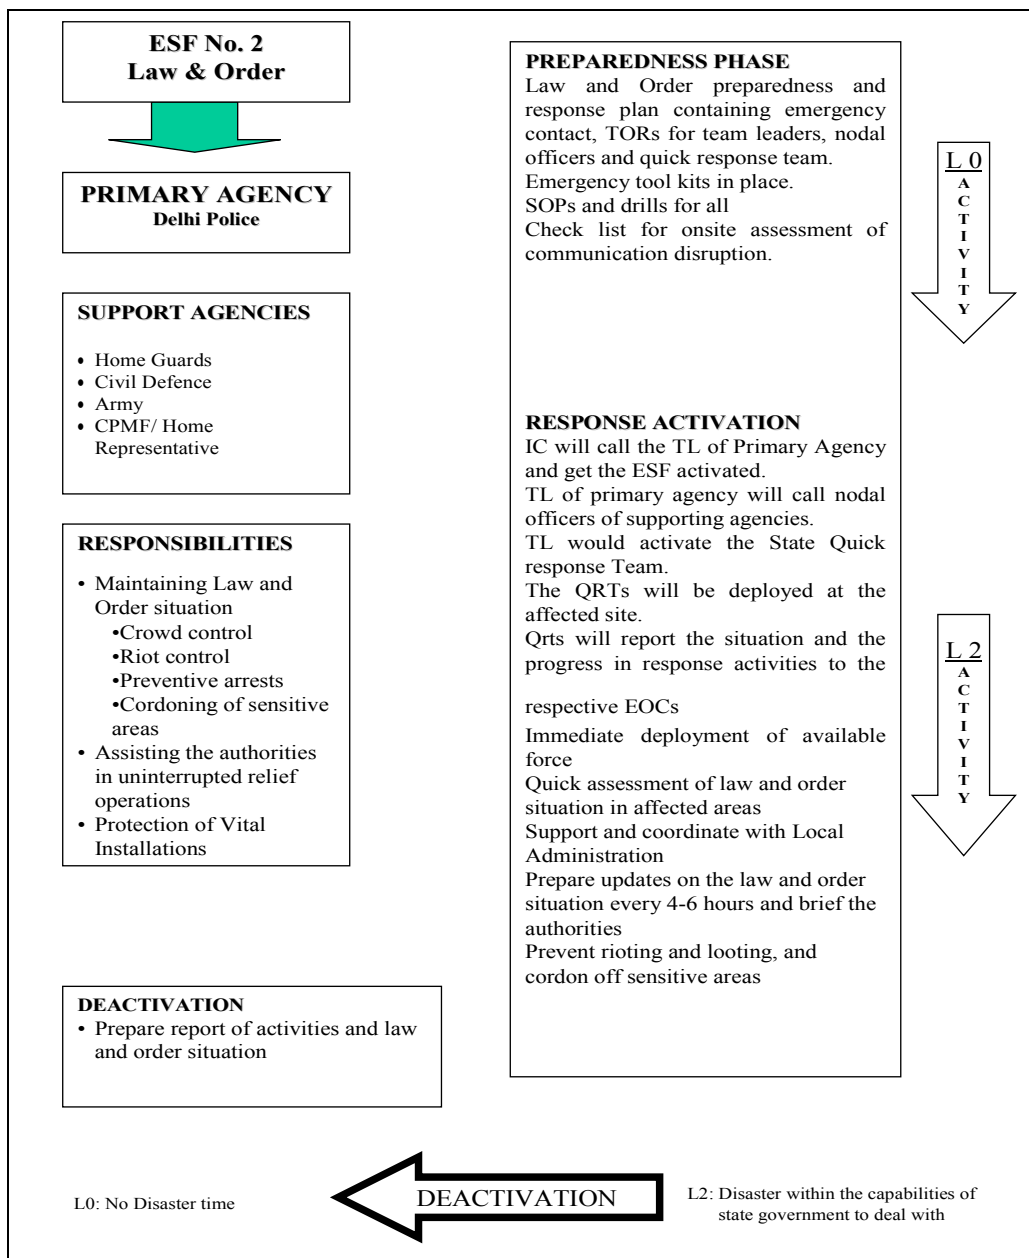 ESF No. 2
Law & Order
PRIMARY AGENCY
Delhi Police
SUPPORT AGENCIES
• Home Guards
• Civil Defence
• Army
• CPMF/ Home
Representative
RESPONSIBILITIES
• Maintaining Law and
Order situation
•Crowd control
•Riot control
•Preventive arrests
•Cordoning of sensitive
areas
• Assisting the authorities
in uninterrupted relief
operations
• Protection of Vital
Installations
DEACTIVATION
• Prepare report of activities and law
and order situation
PREPAREDNESS PHASE
Law and Order preparedness and
response plan containing emergency
contact, TORs for team leaders, nodal
officers and quick response team.
Emergency tool kits in place.
SOPs and drills for all
Check list for onsite assessment of
communication disruption.
RESPONSE ACTIVATION
IC will call the TL of Primary Agency
and get the ESF activated.
TL of primary agency will call nodal
officers of supporting agencies.
TL would activate the State Quick
response Team.
The QRTs will be deployed at the
affected site.
Qrts will report the situation and the
progress in response activities to the
respective EOCs
Immediate deployment of available
force
Quick assessment of law and order
situation in affected areas
Support and coordinate with Local
Administration
Prepare updates on the law and order
situation every 4-6 hours and brief the
authorities
Prevent rioting and looting, and
cordon off sensitive areas
L 0
A
C
T
I
V
I
T
Y
L 2
A
C
T
I
V
I
T
Y
L0: No Disaster time
DEACTIVATION
L2: Disaster within the capabilities of
state government to deal with